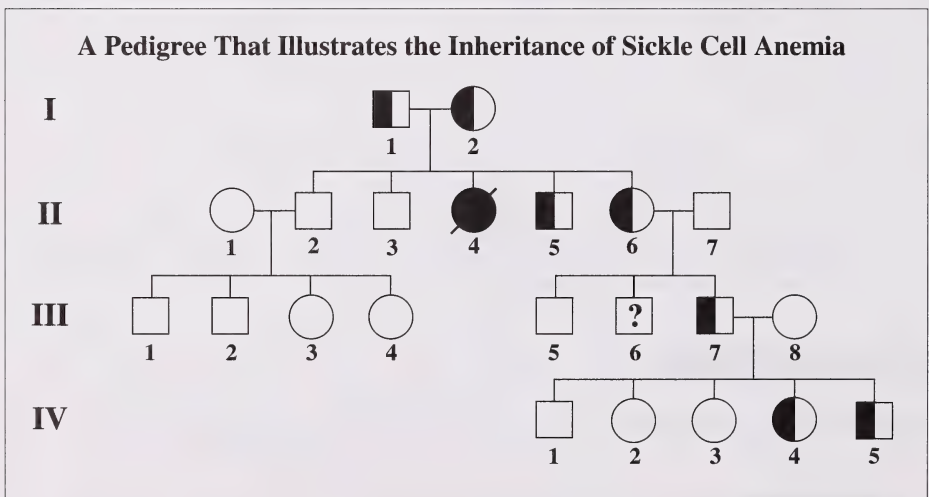 A Pedigree That Illustrates the Inheritance of Sickle Cell Anemia
I
1 2
II
1 2 3 4 5 6 7
III
?
1 2 3 4 5 6 7 8
IV
1 2 3 4 5